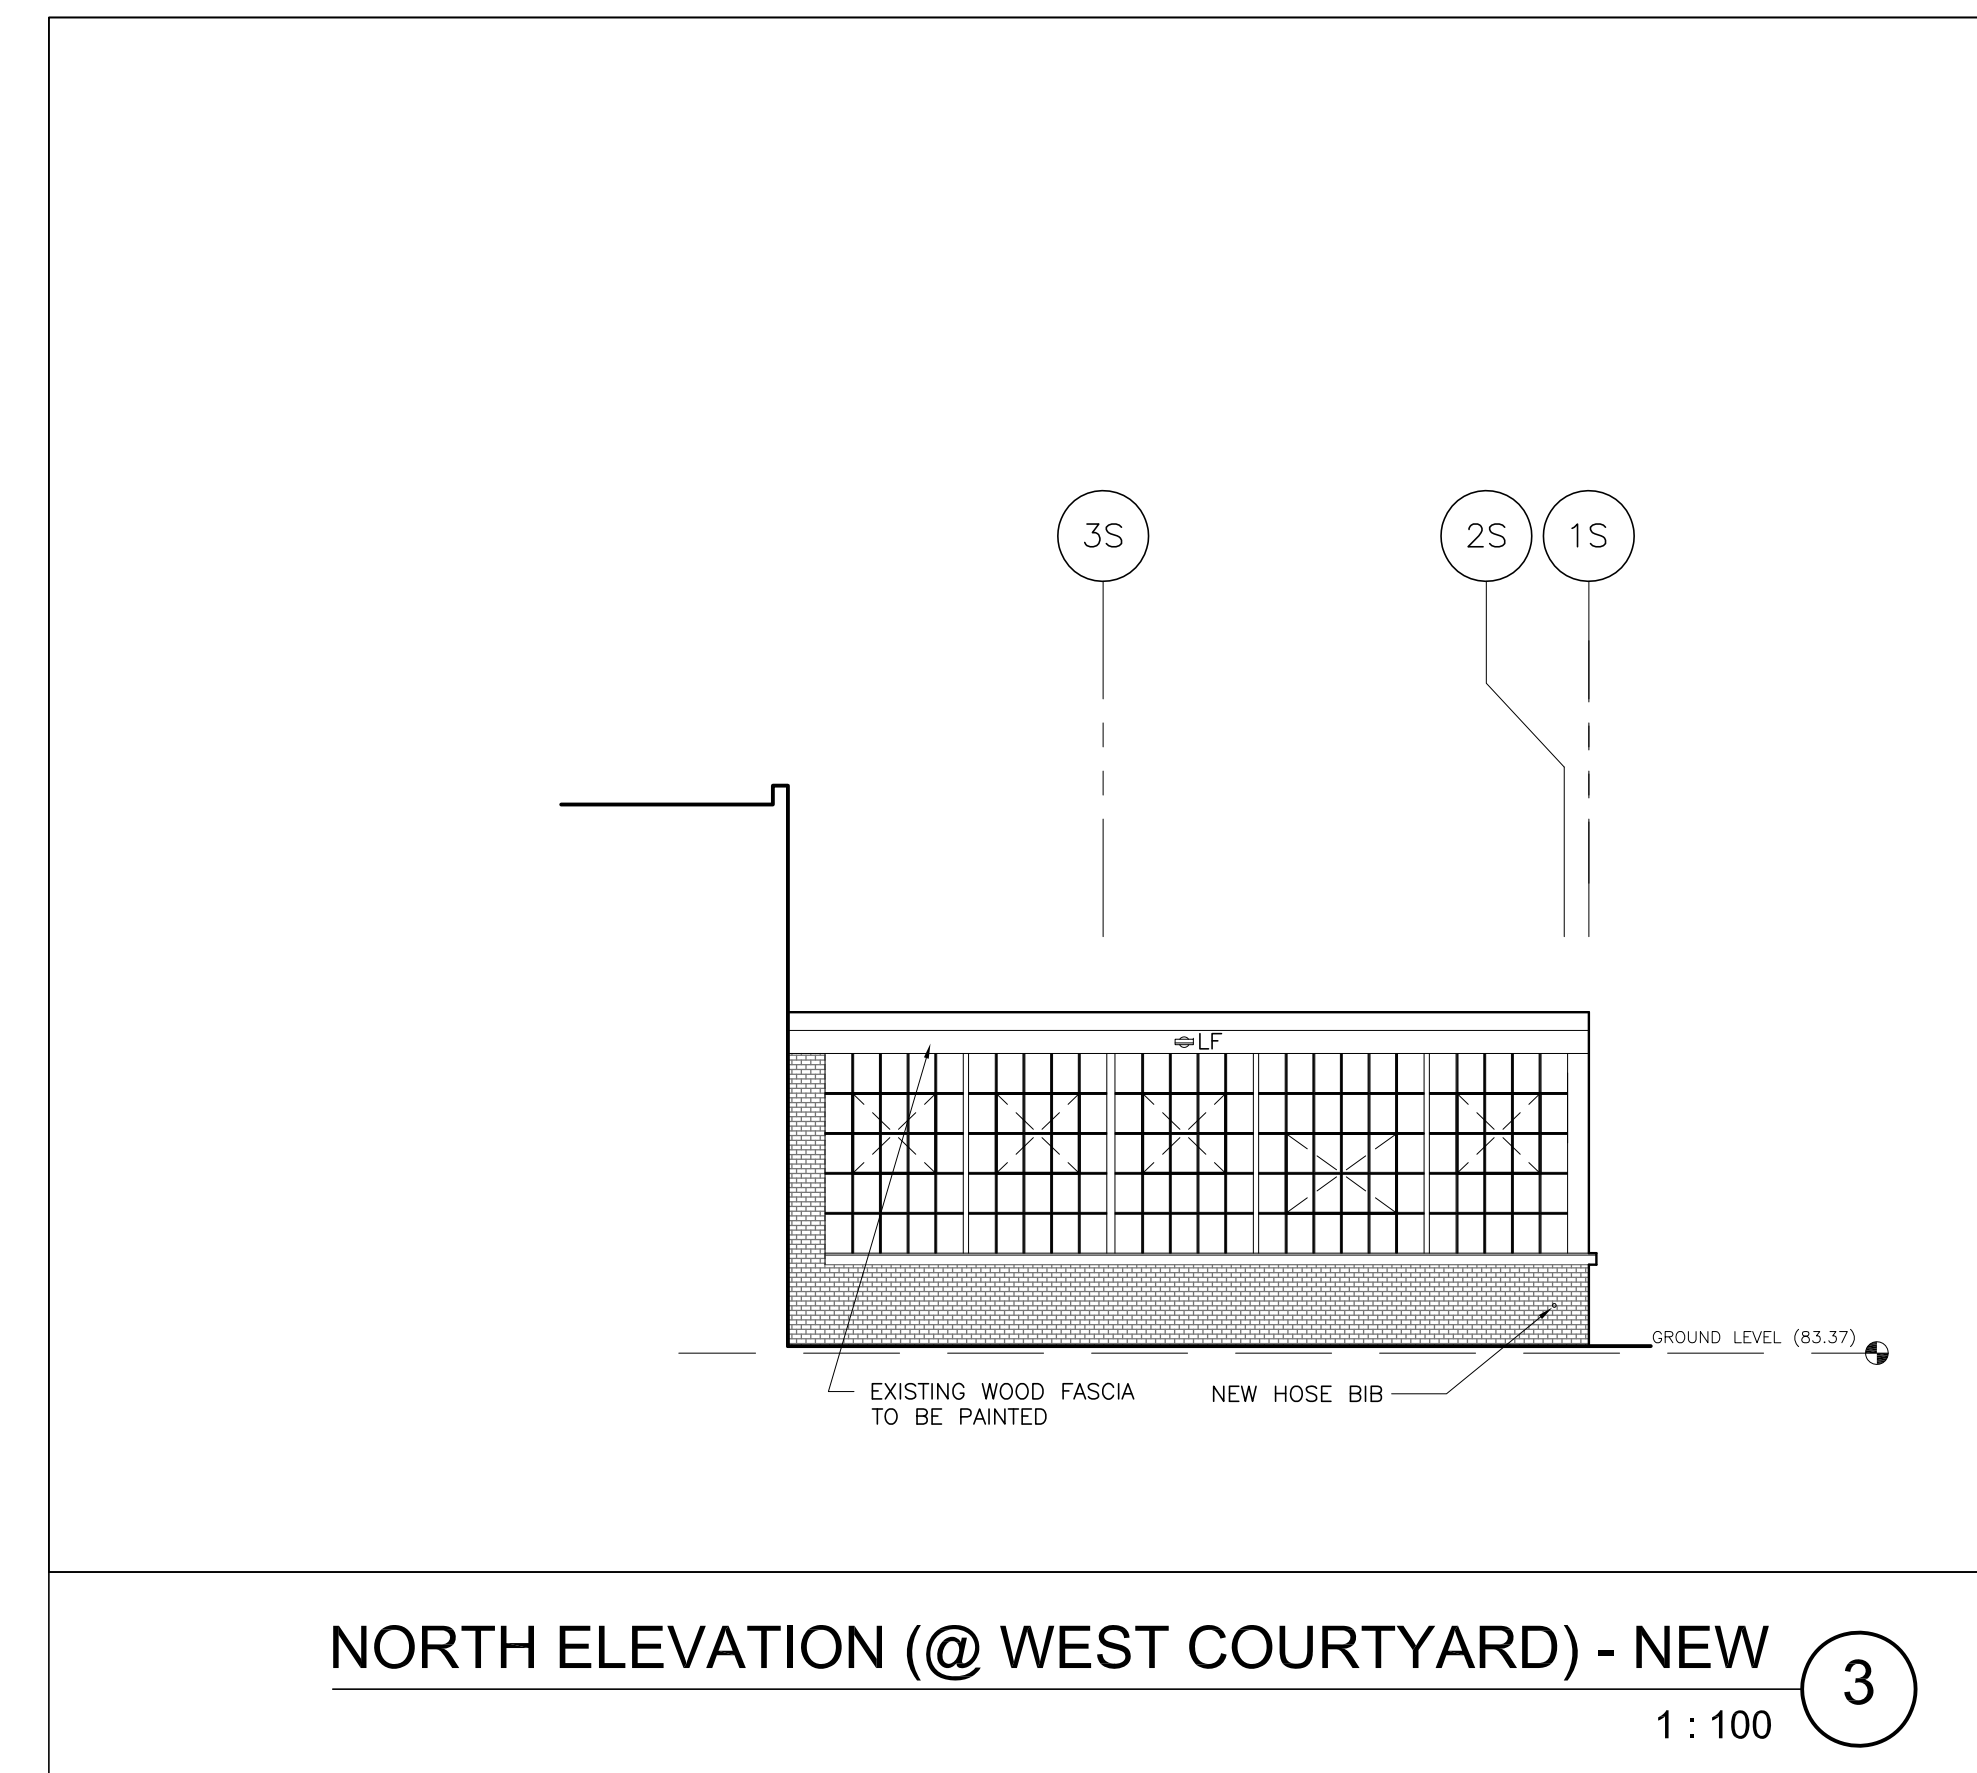 3S
2S
1S
LF
GROUND LEVEL (83.37)
EXISTING WOOD FASCIA
TO BE PAINTED
NEW HOSE BIB
NORTH ELEVATION (@ WEST COURTYARD) - NEW
3
1 : 100